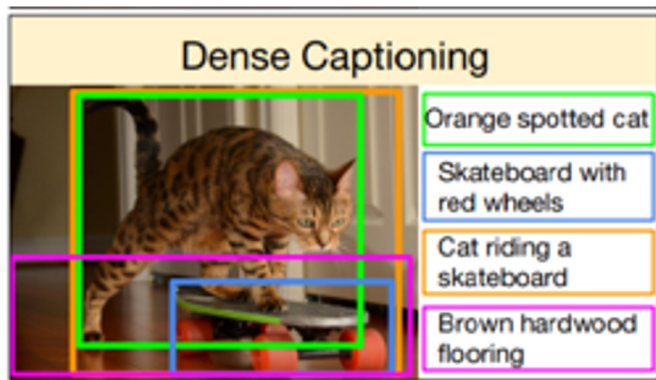 Dense Captioning
Orange spotted cat
Skateboard with
red wheels
Cat riding a
skateboard
Brown hardwood
flooring